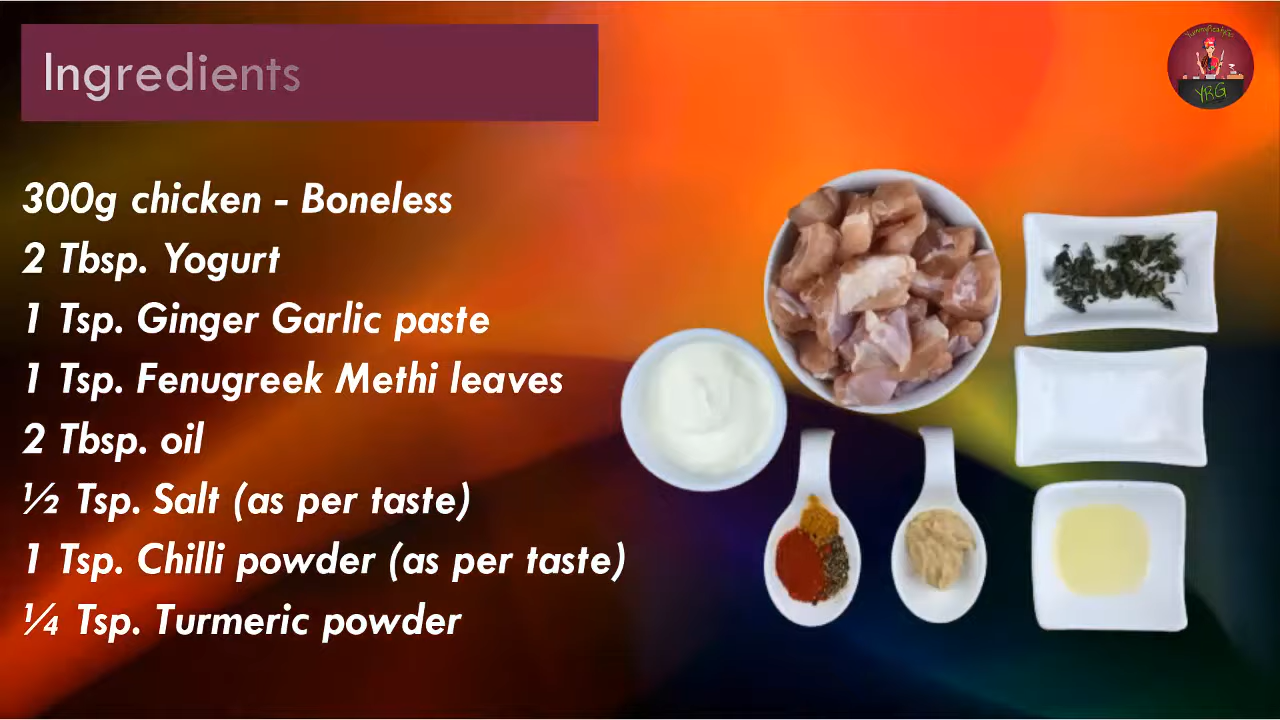 Ingredients
300g chicken - Boneless
2 Tbsp. Yogurt
1 Tsp. Ginger Garlic paste
1 Tsp. Fenugreek Methi leaves
2 Tbsp. oil
½ Tsp. Salt (as per taste)
1 Tsp. Chilli powder (as per taste)
¼ Tsp. Turmeric powder
YRG